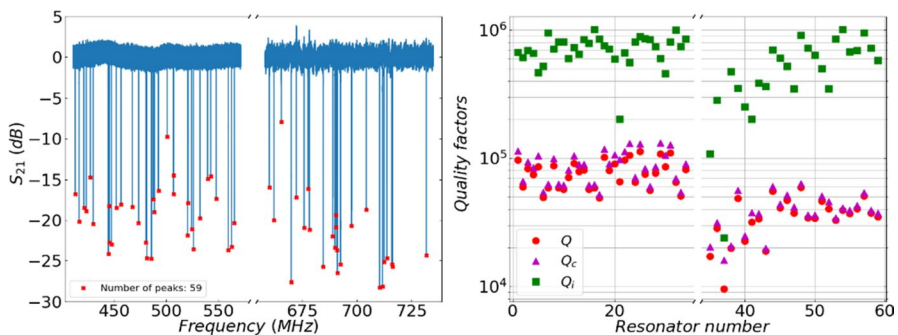 5
0
−5
−10
−15
−20
−25
−30
S21 (dB)
Number of peaks: 59
450 500 550 675 700 725
Frequency (MHz)
10^6
10^5
10^4
Quality factors
Q
Qc
Qi
0 20 40 50 60
Resonator number